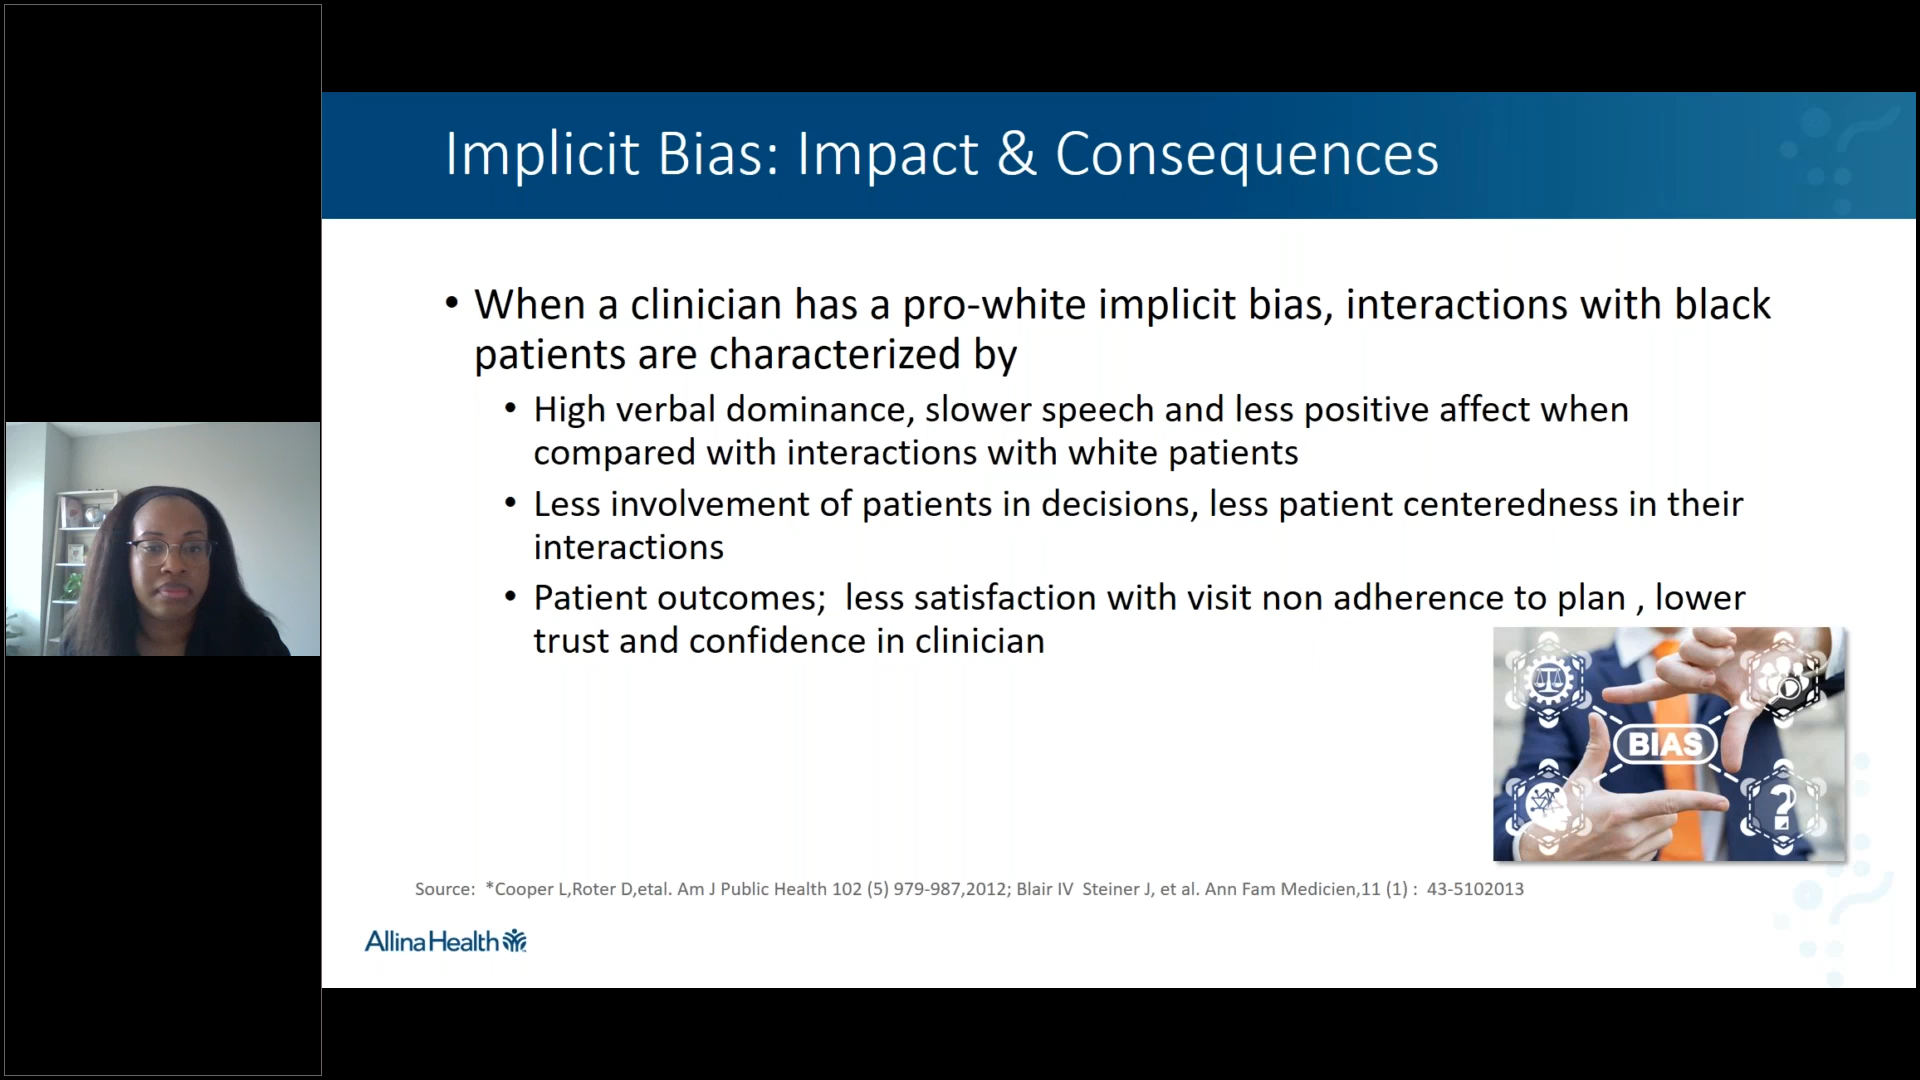 Implicit Bias: Impact & Consequences
• When a clinician has a pro-white implicit bias, interactions with black
patients are characterized by
• High verbal dominance, slower speech and less positive affect when
compared with interactions with white patients
• Less involvement of patients in decisions, less patient centeredness in their
interactions
• Patient outcomes;  less satisfaction with visit non adherence to plan , lower
trust and confidence in clinician
BIAS
?
Source:  *Cooper L,Roter D,etal. Am J Public Health 102 (5) 979-987,2012; Blair IV  Steiner J, et al. Ann Fam Medicien,11 (1) :  43-5102013
Allina Health